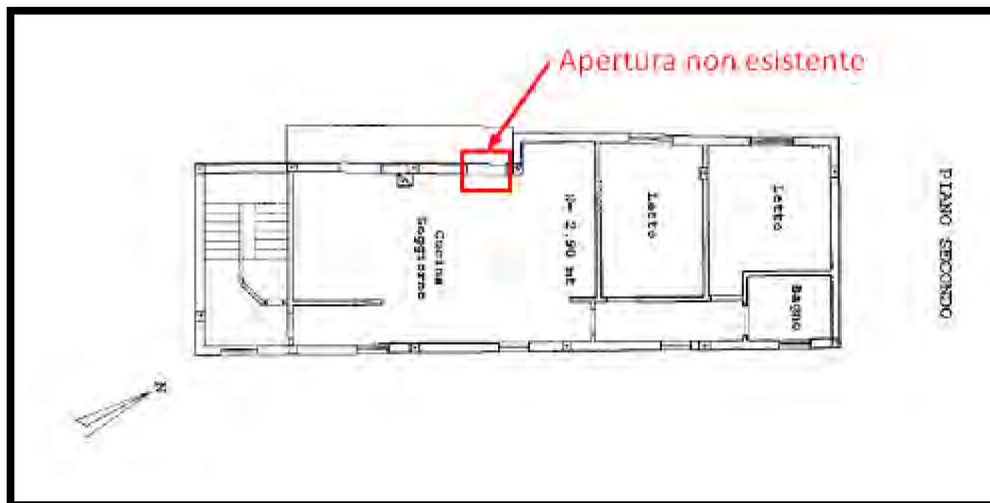 Apertura non esistente
PIANO SECONDO
Letto
Letto
Bagno
H= 2.90 mt
Cucina
Soggiorno
N